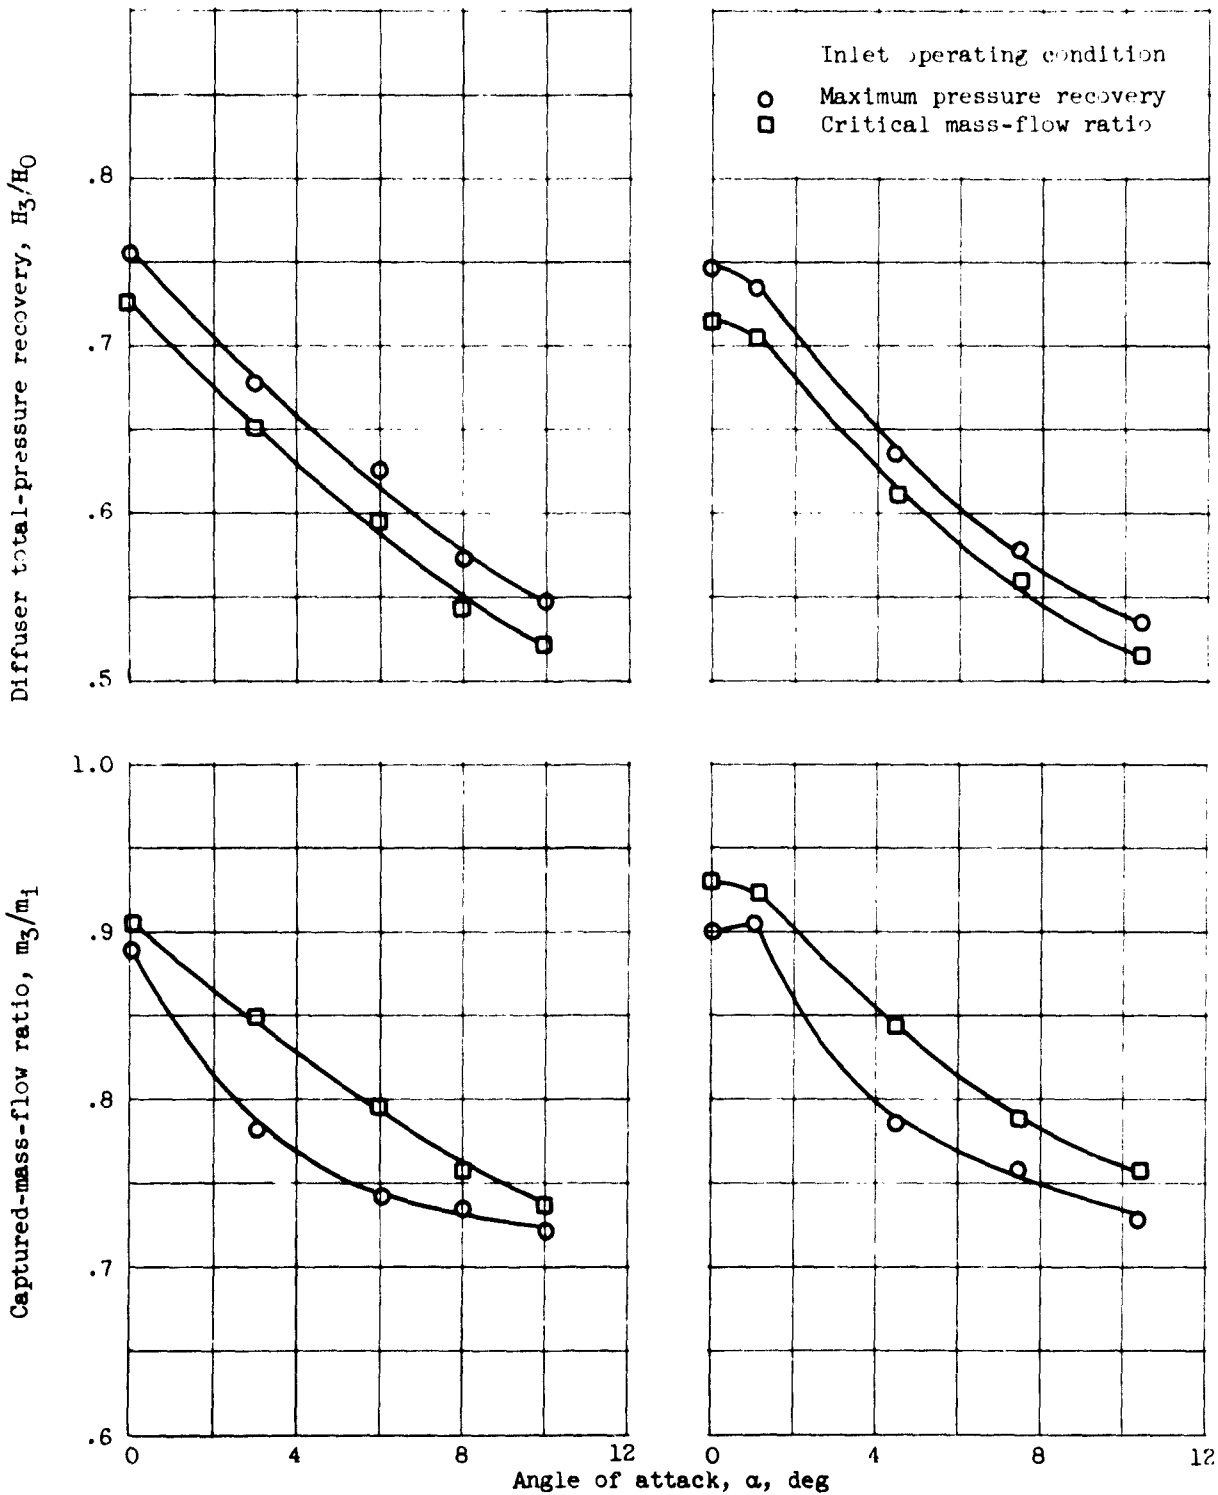 Inlet operating condition
Maximum pressure recovery
Critical mass-flow ratio
Diffuser total-pressure recovery, H3/H0
.8
.7
.6
.5
Captured-mass-flow ratio, m3/mi
1.0
.9
.8
.7
.6
0 4 8 12
0 4 8 12
Angle of attack, α, deg